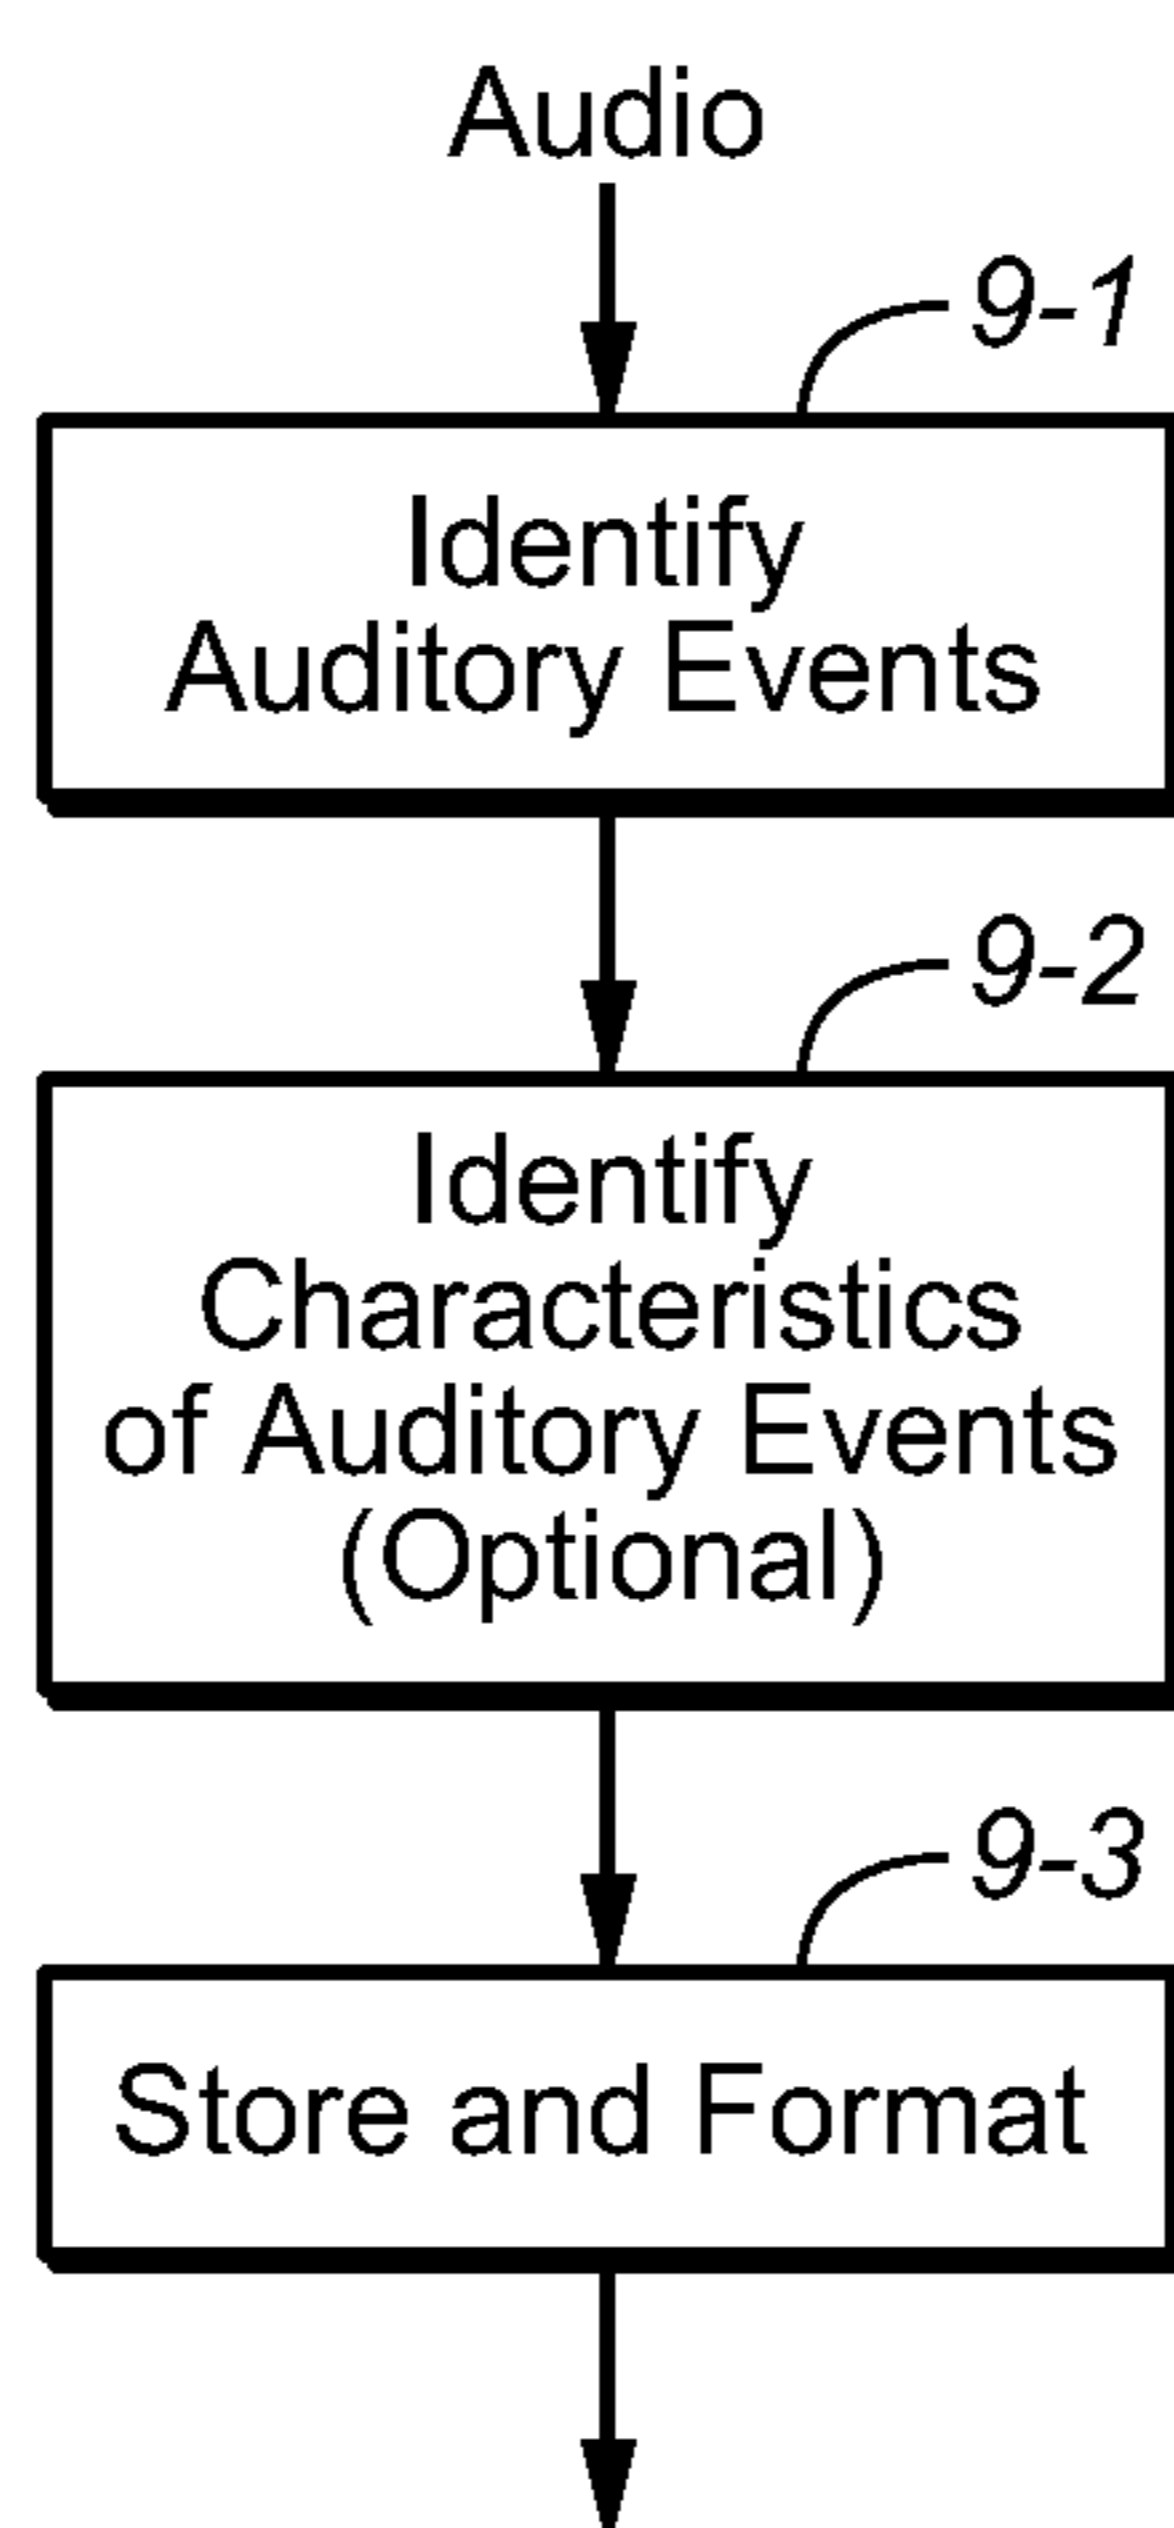 Audio
9-1
Identify
Auditory Events
9-2
Identify
Characteristics
of Auditory Events
(Optional)
9-3
Store and Format